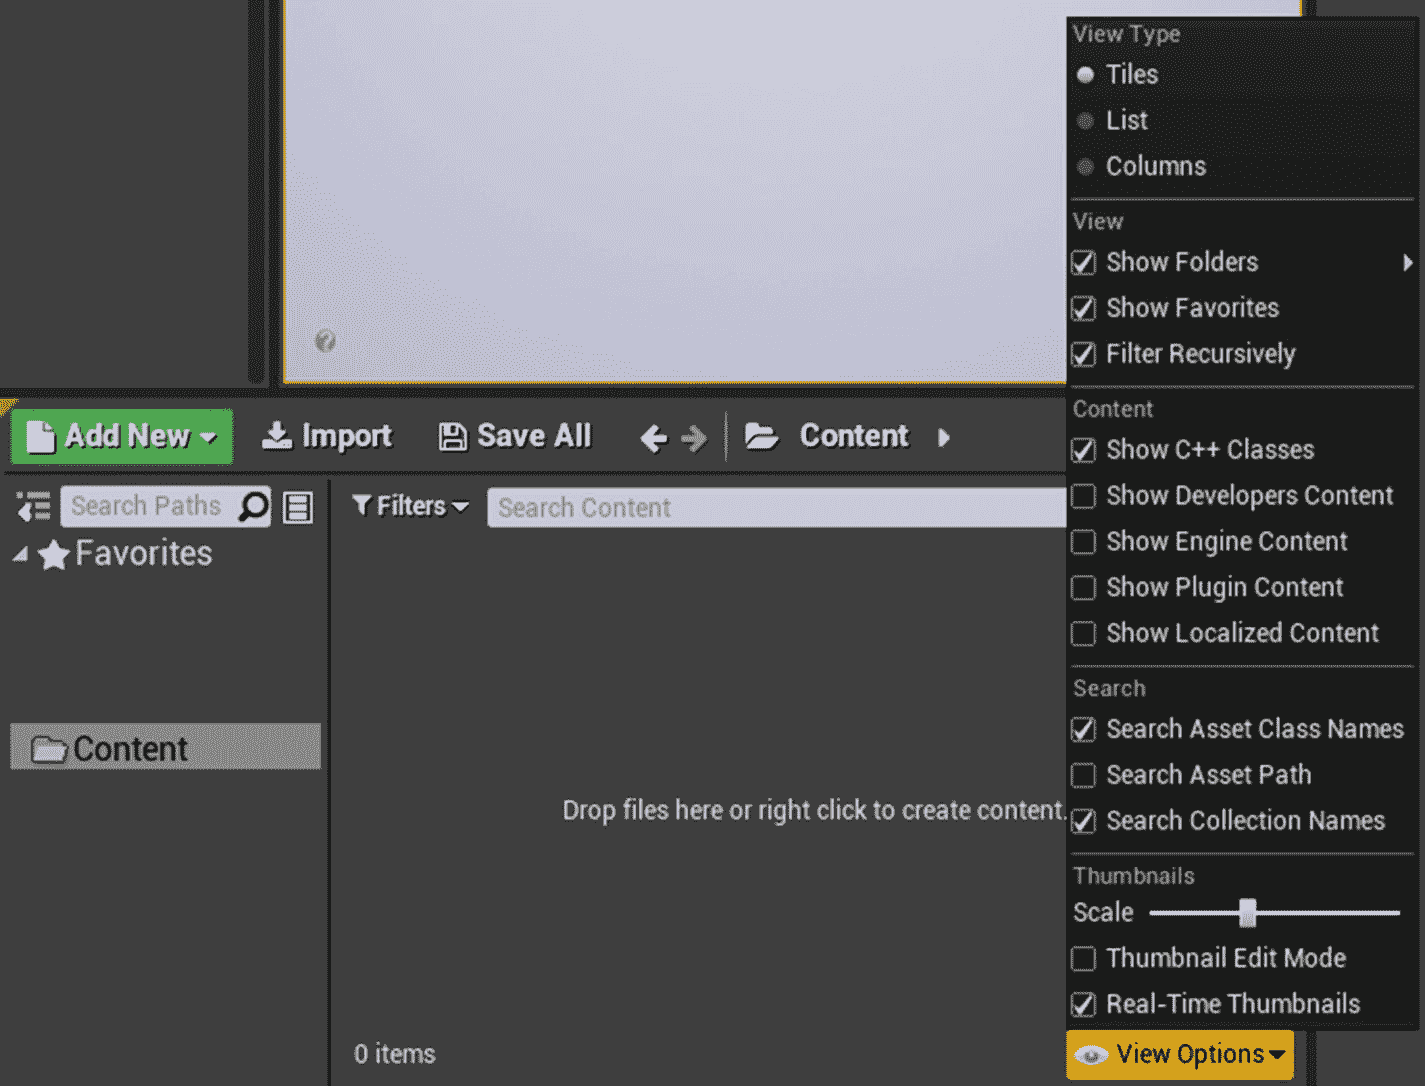 View Type
Tiles
List
Columns
View
Show Folders
Show Favorites
Filter Recursively
Content
Show C++ Classes
Show Developers Content
Show Engine Content
Show Plugin Content
Show Localized Content
Search
Search Asset Class Names
Search Asset Path
Search Collection Names
Thumbnails
Scale
Thumbnail Edit Mode
Real-Time Thumbnails
View Options
?
Add New Import Save All Content
Search Paths
Filters Search Content
Favorites
Content
Drop files here or right click to create content.
0 items